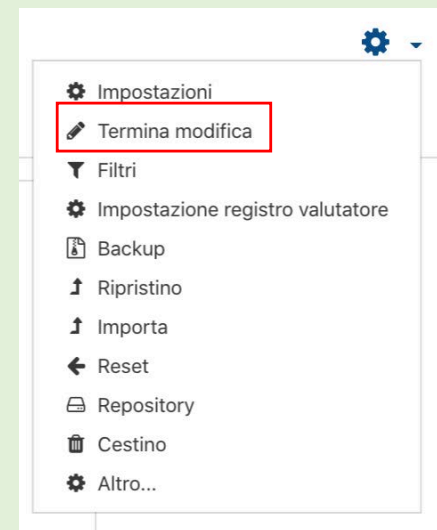 Impostazioni
Termina modifica
Filtri
Impostazione registro valutatore
Backup
Ripristino
Importa
Reset
Repository
Cestino
Altro...